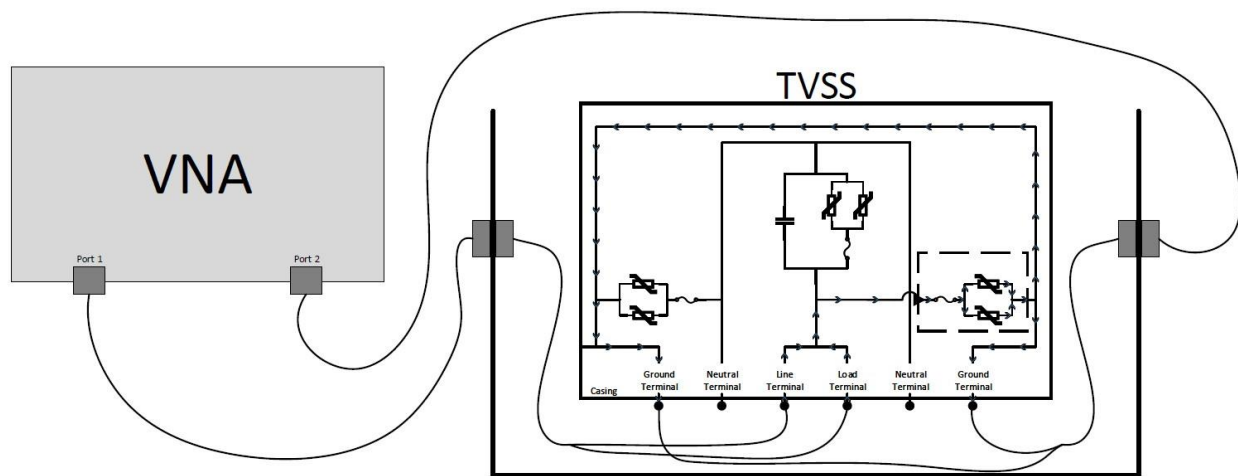 TVSS
VNA
Port 1
Port 2
Ground
Terminal
Neutral
Terminal
Line
Terminal
Load
Terminal
Neutral
Terminal
Ground
Terminal
Casing